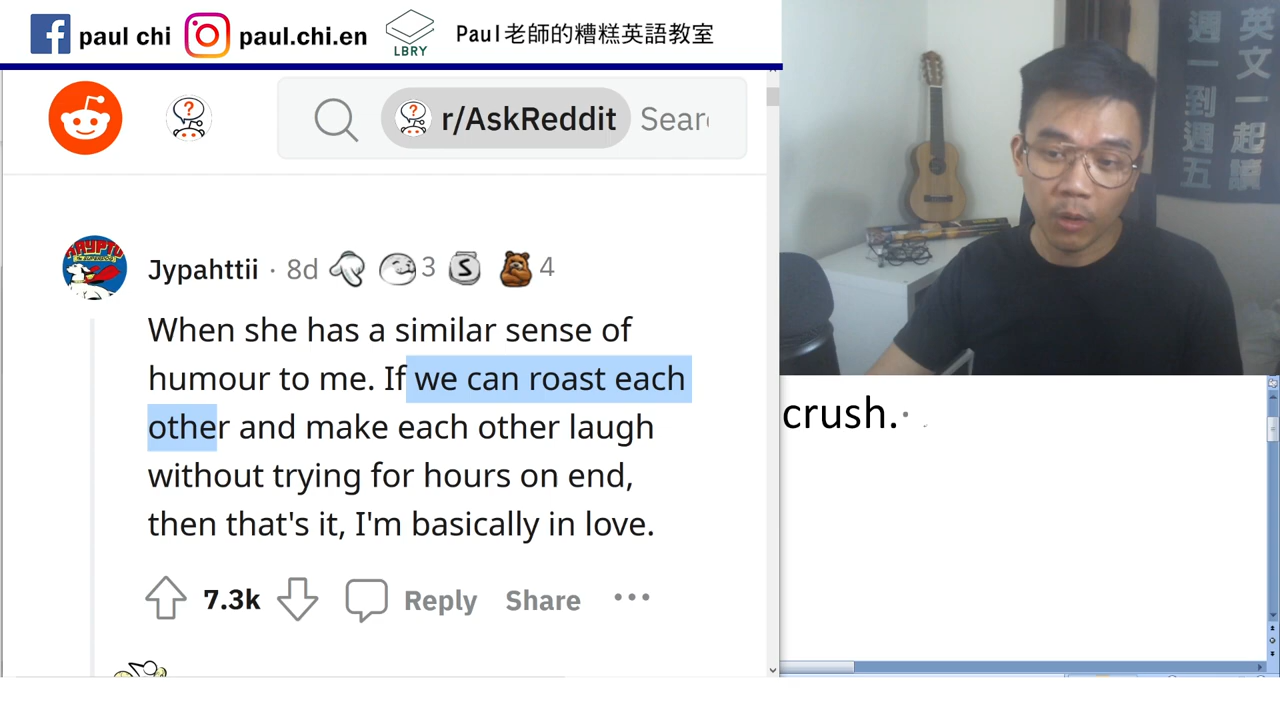 paul chi
paul.chi.en
LBRY
Paul老師的糟糕英語教室
r/AskReddit
Sear
KRYPTO
Jypahttii · 8d
3
S
4
When she has a similar sense of
humour to me. If we can roast each
other and make each other laugh
without trying for hours on end,
then that's it, I'm basically in love.
7.3k
Reply
Share
英文一起讀
週一到週五
crush.